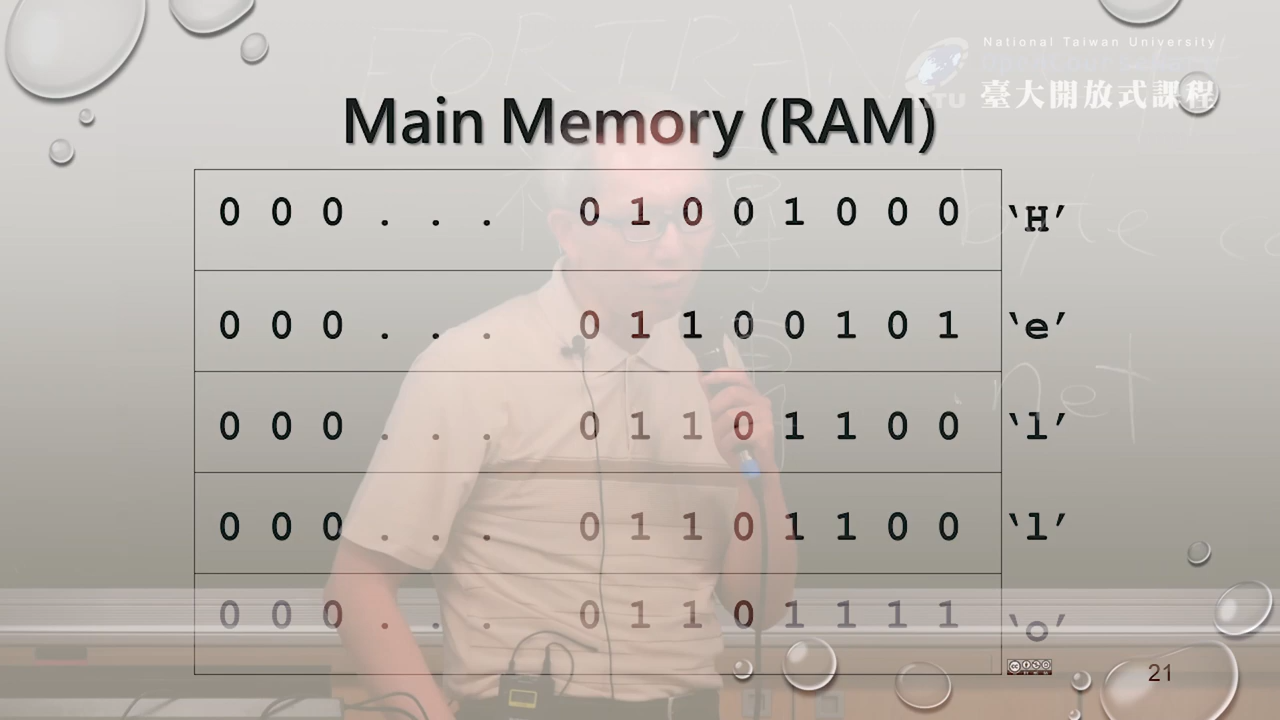 National Taiwan University
臺大開放式課程
FORTRAN
Main Memory (RAM)
0 0 0 . . . 0 1 0 0 1 0 0 0 ‘H’
0 0 0 . . . 0 1 1 0 0 1 0 1 ‘e’
byte
0 0 0 . . . 0 1 1 0 1 1 0 0 ‘l’
.net
0 0 0 . . . 0 1 1 0 1 1 0 0 ‘l’
0 0 0 . . . 0 1 1 0 1 1 1 1 ‘o’
21